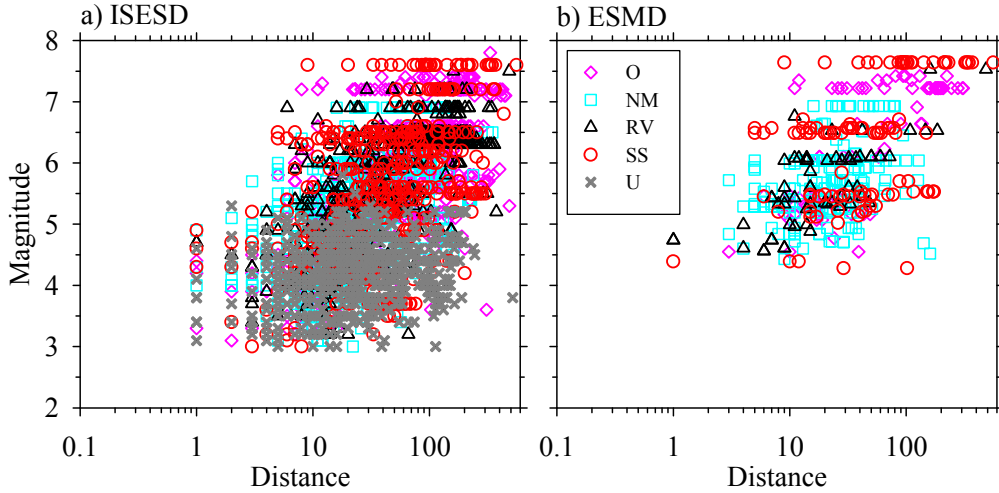 a) ISESD
b) ESMD
8
7
6
5
4
3
2
Magnitude
O
NM
RV
SS
U
0.1
1
10
100
0.1
1
10
100
Distance
Distance